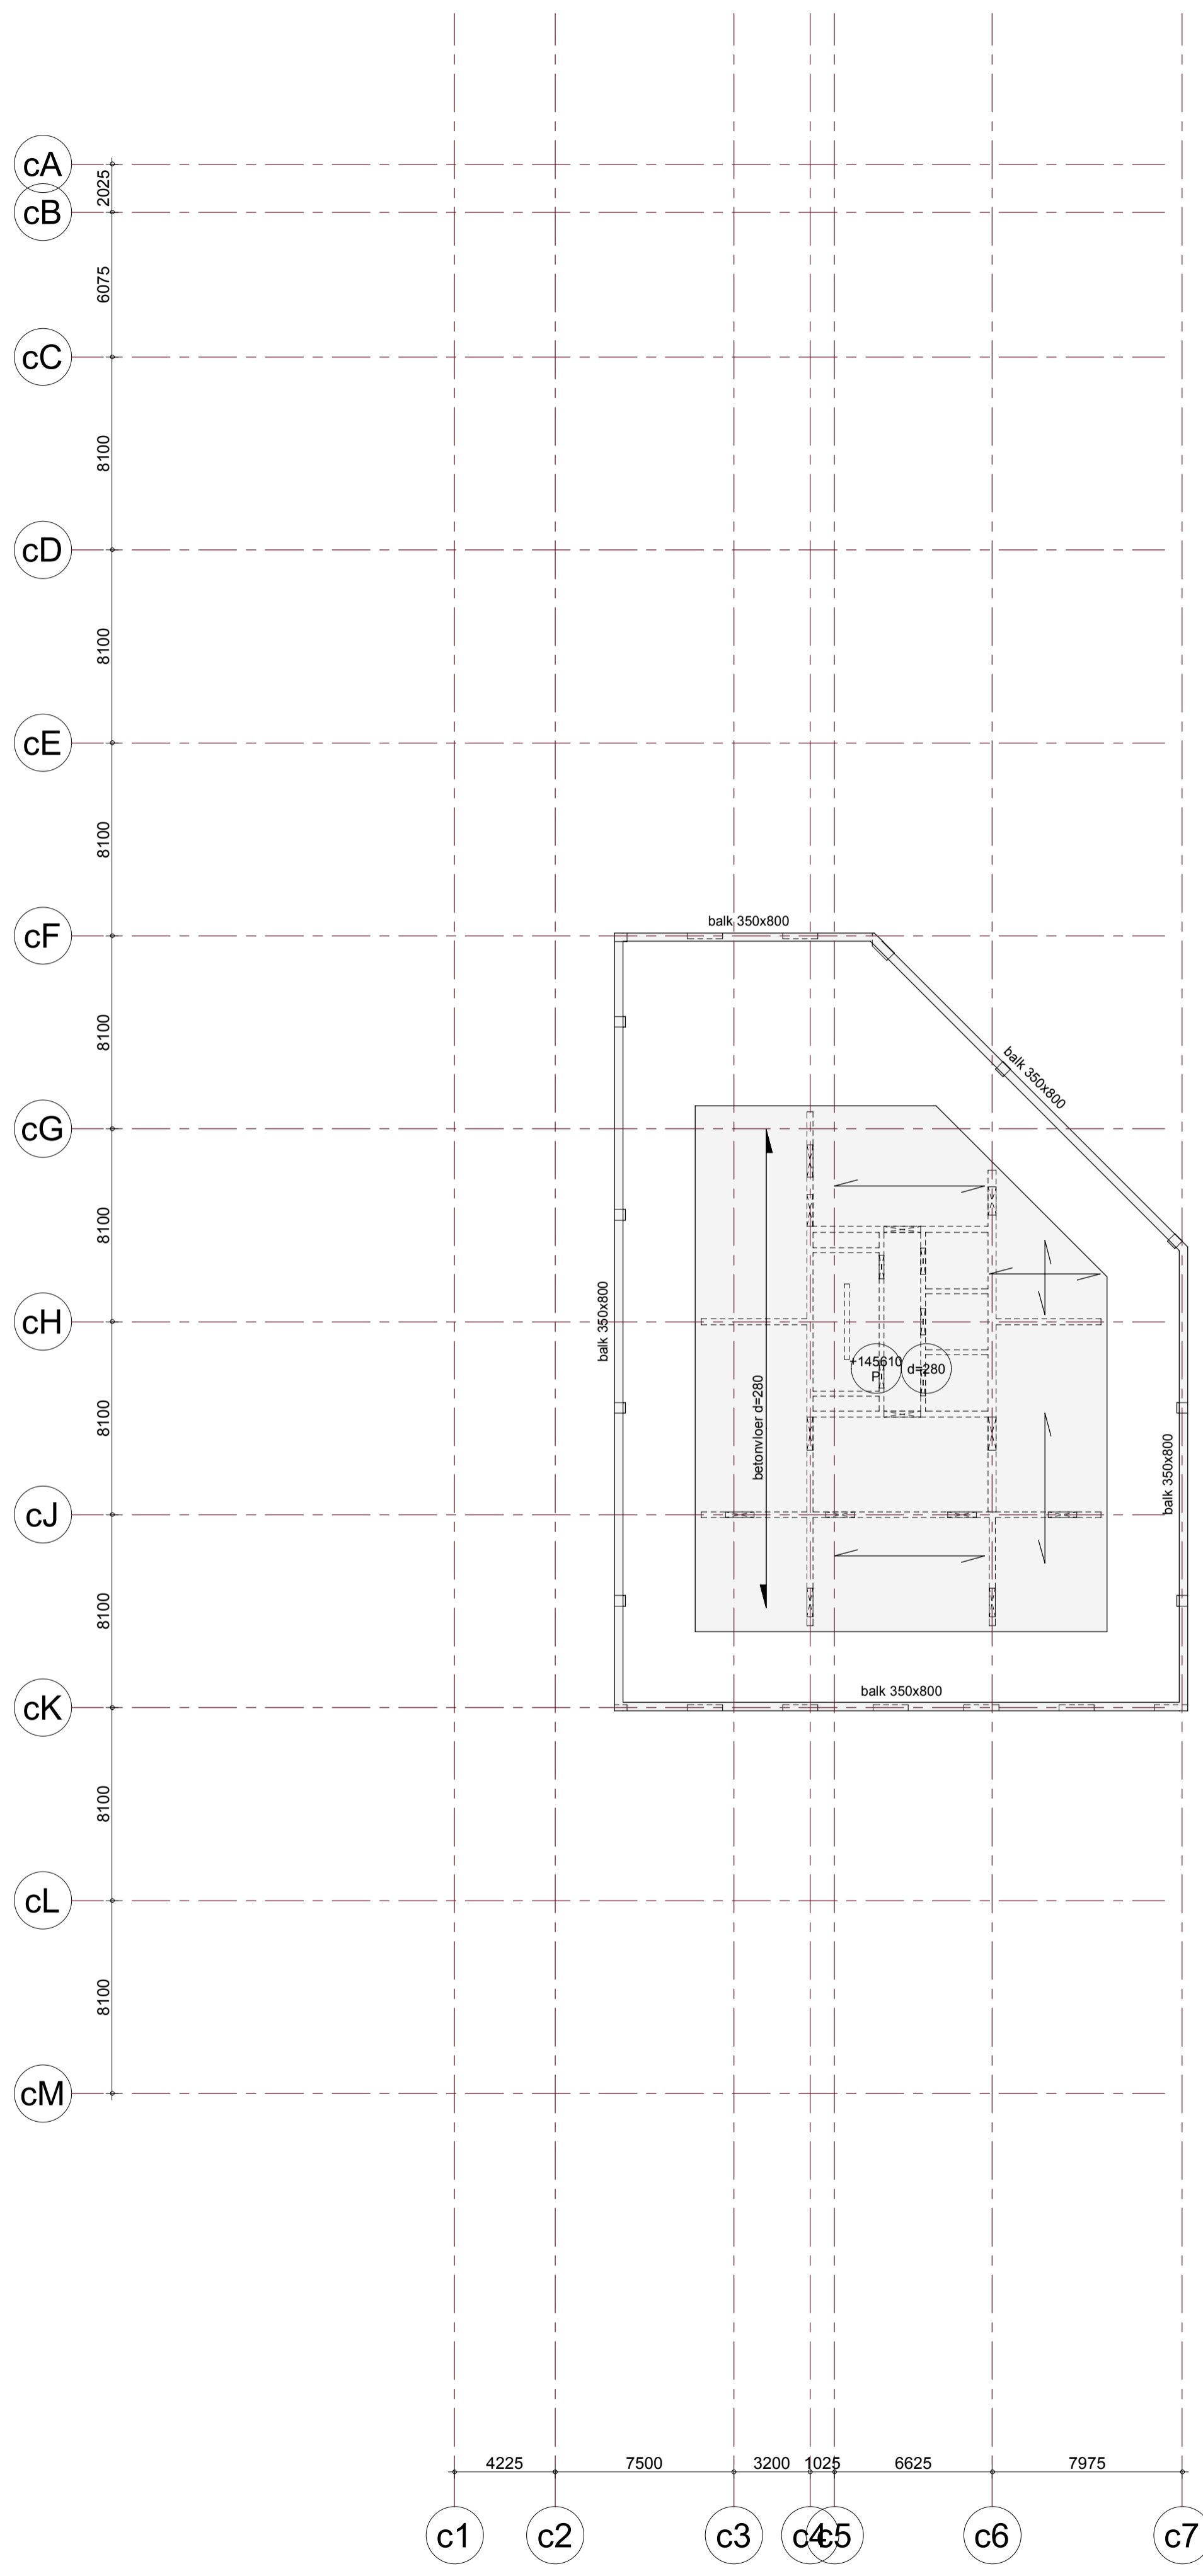 cA
2025
cB
6075
cC
8100
cD
8100
cE
8100
cF
balk 350x800
8100
balk 350x800
cG
8100
balk 350x800
cH
+145610
P
d=280
betonvloer d=280
8100
balk 350x800
cJ
8100
balk 350x800
cK
8100
cL
8100
cM
4225
7500
3200
1025
6625
7975
c1
c2
c3
c4
c5
c6
c7